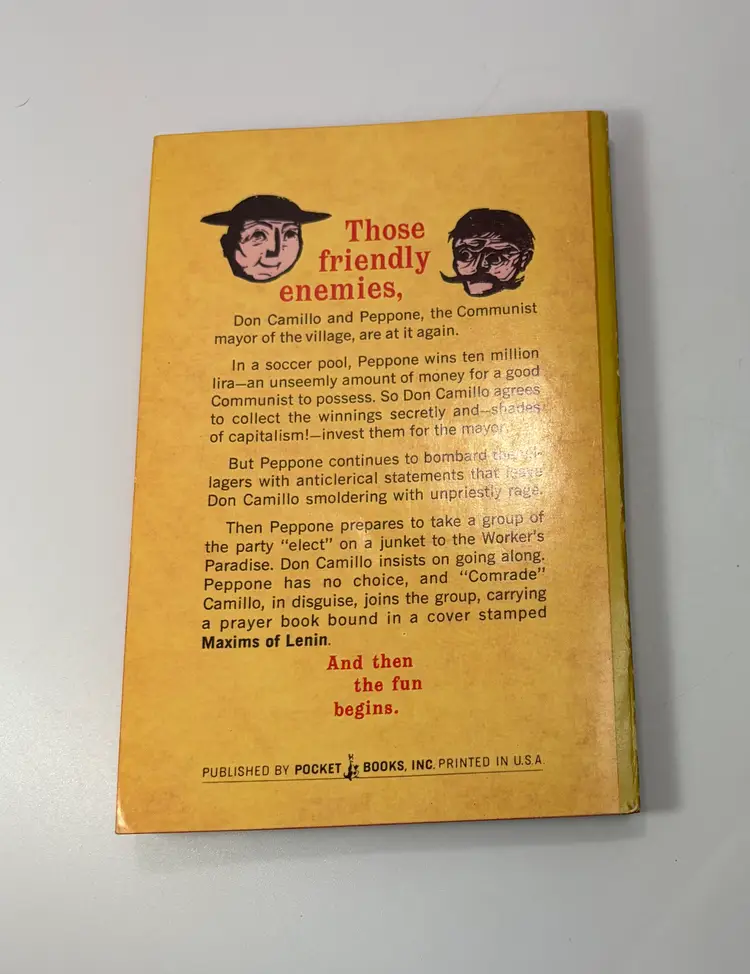 Those
friendly
enemies,
Don Camillo and Peppone, the Communist
mayor of the village, are at it again.
In a soccer pool, Peppone wins ten million
lira—an unseemly amount of money for a good
Communist to possess. So Don Camillo agrees
to collect the winnings secretly and—shades
of capitalism!—invest them for the mayor.
But Peppone continues to bombard the vil-
lagers with anticlerical statements that leave
Don Camillo smoldering with unpriestly rage.
Then Peppone prepares to take a group of
the party "elect" on a junket to the Worker's
Paradise. Don Camillo insists on going along.
Peppone has no choice, and "Comrade"
Camillo, in disguise, joins the group, carrying
a prayer book bound in a cover stamped
Maxims of Lenin.
And then
the fun
begins.
PUBLISHED BY POCKET BOOKS, INC. PRINTED IN U.S.A.